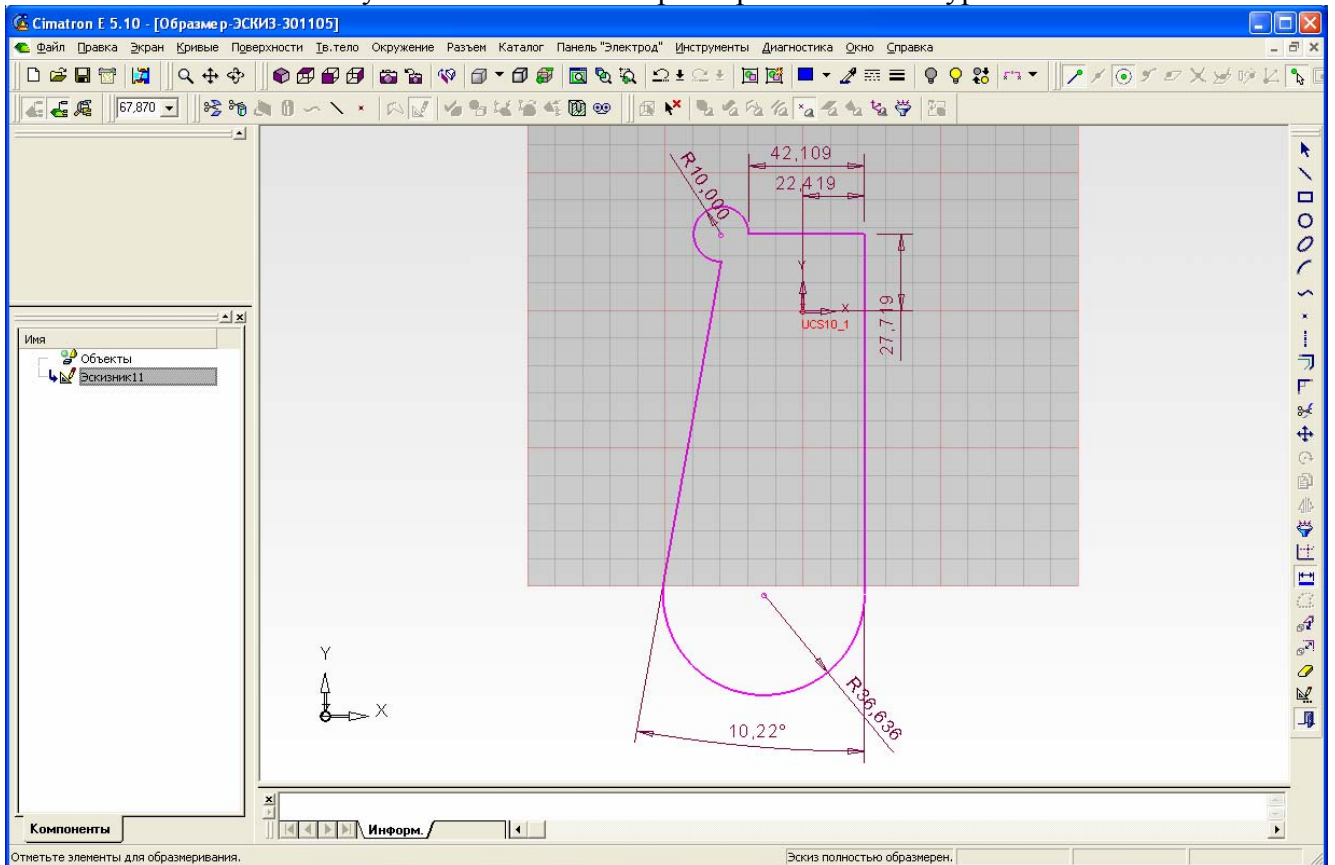 Cimatron E 5.10 - [Образмер-ЭСКИЗ-301105]
Файл Правка Экран Кривые Поверхности Тв.тело Окружение Разъем Каталог Панель "Электрод" Инструменты Диагностика Окно Справка
67,870
42,109
22,419
R10,000
Y
X
UCS10_1
27,719
Имя
Объекты
Эскизник11
Y
X
R36,636
10,22°
Компоненты
Информ.
Отметьте элементы для образмеривания.
Эскиз полностью образмерен.